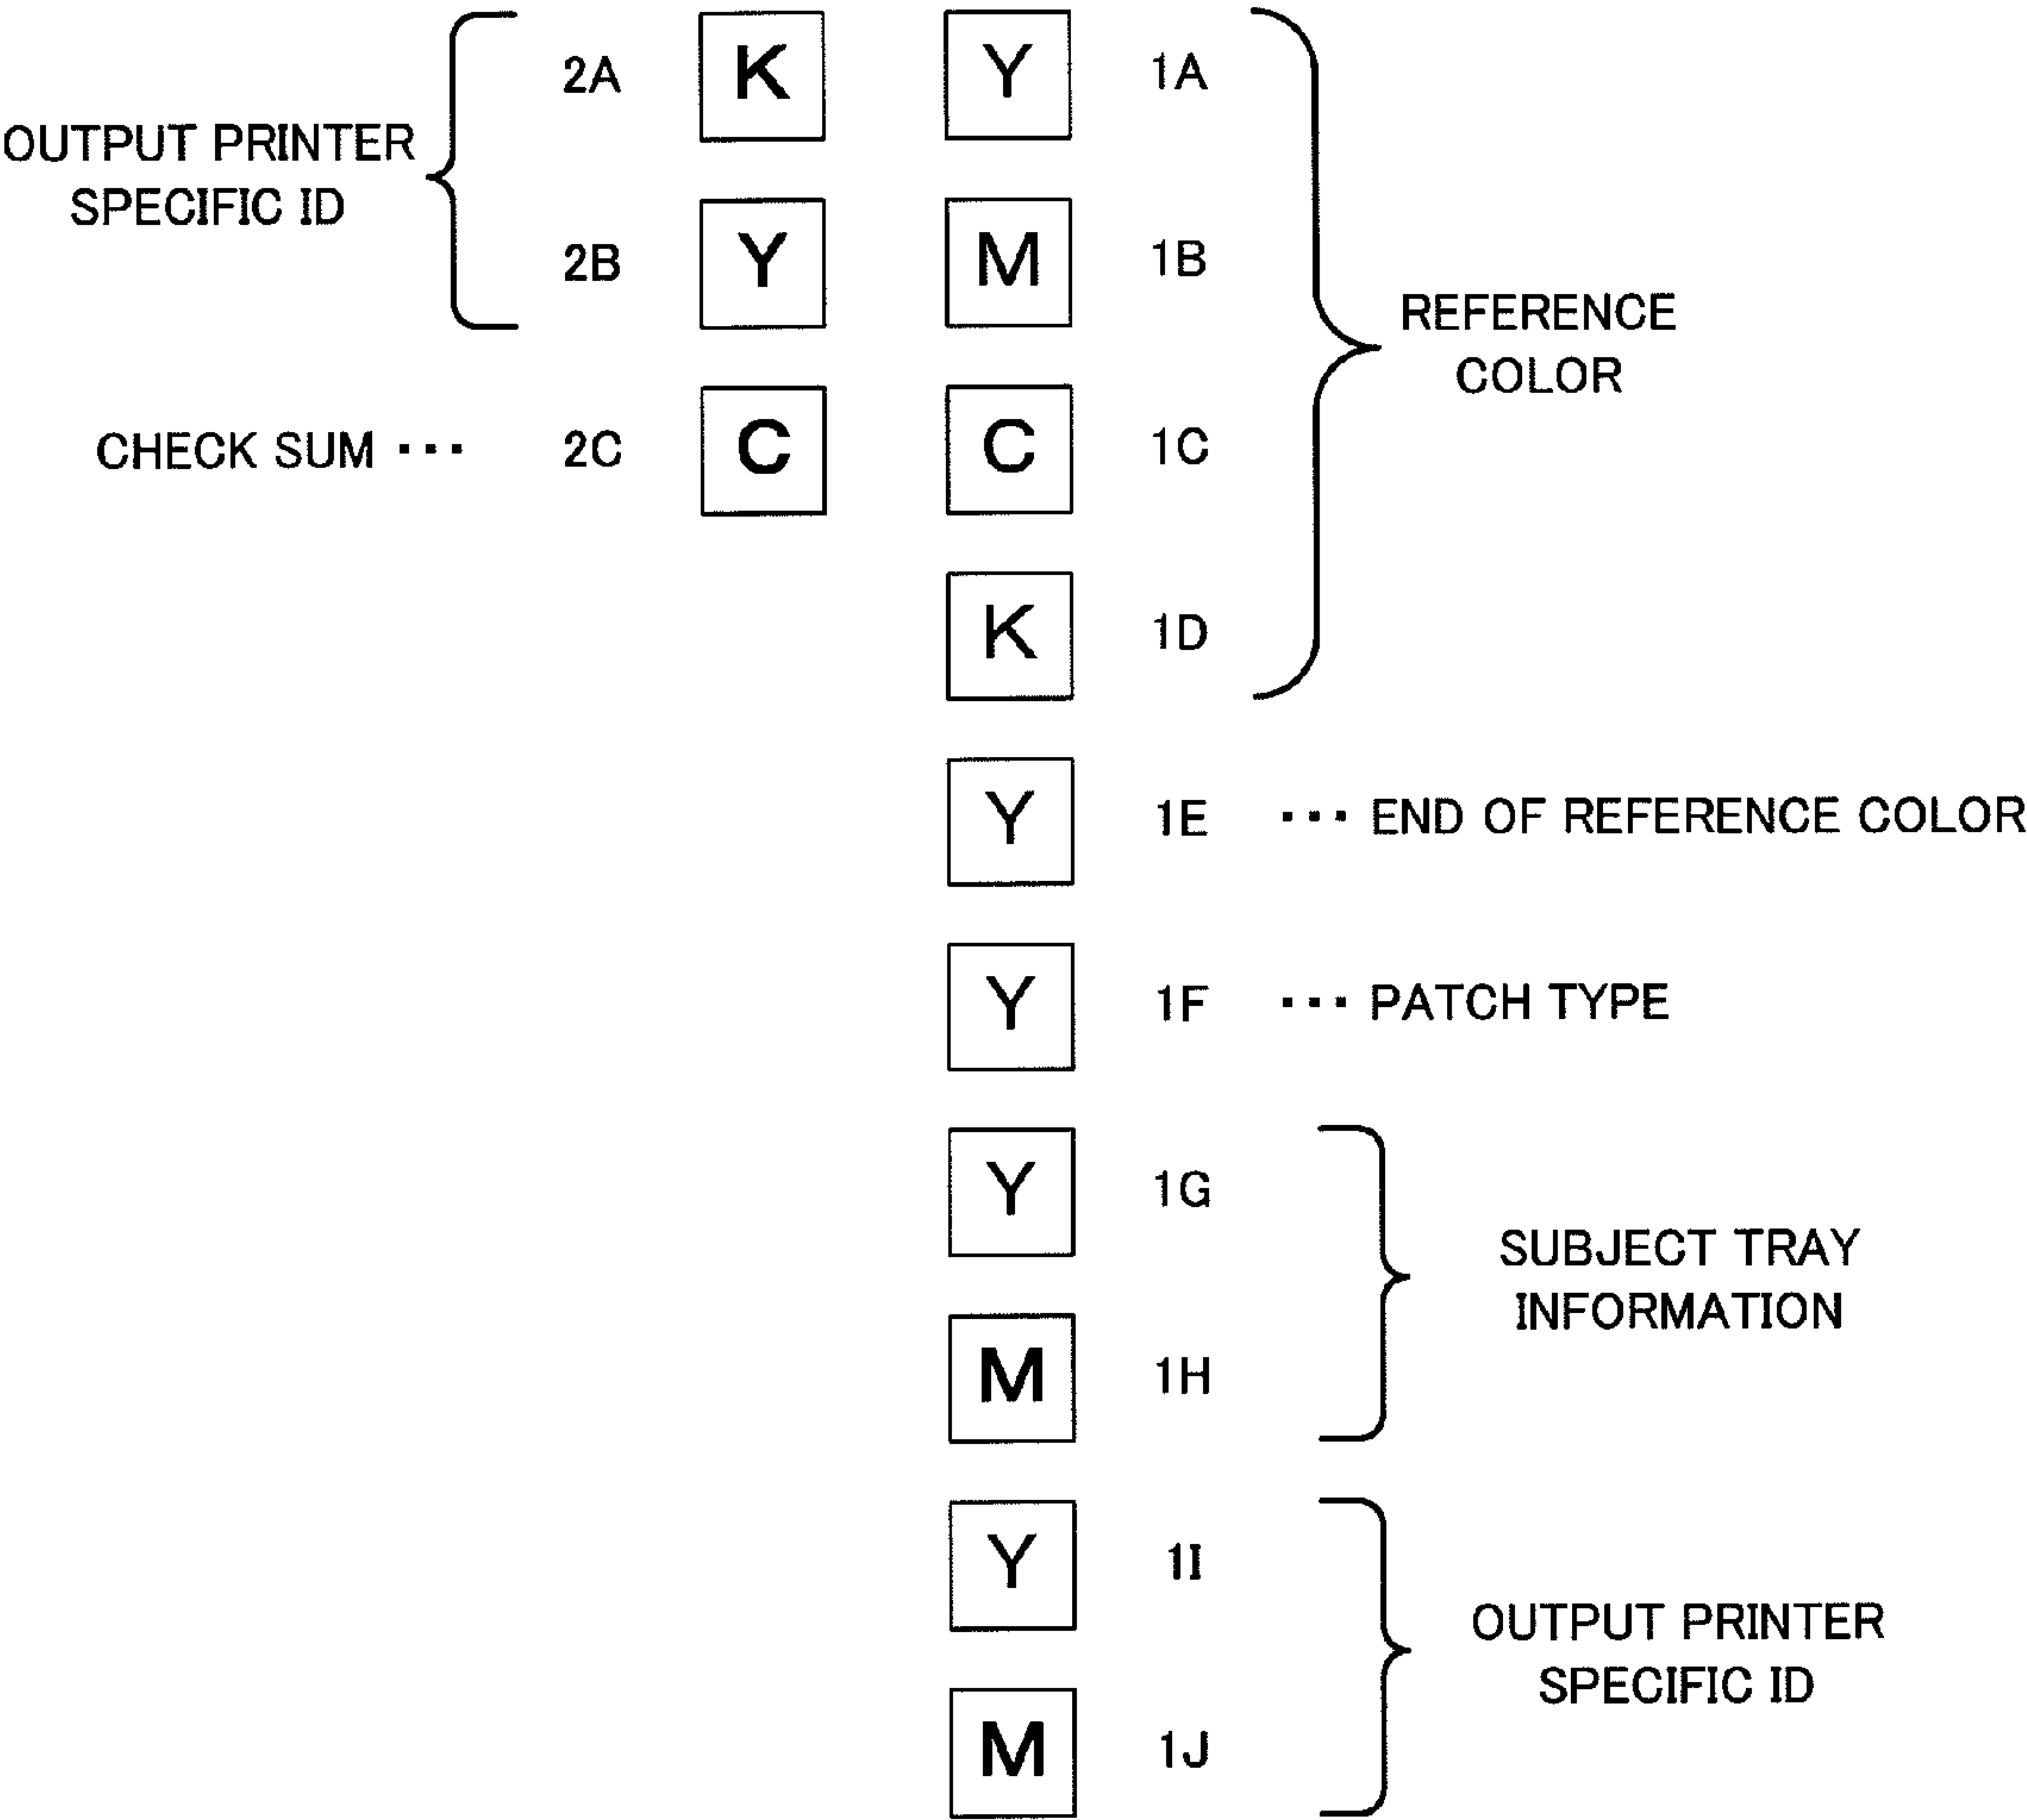 2A K Y 1A
OUTPUT PRINTER
SPECIFIC ID
2B Y M 1B
REFERENCE
COLOR
CHECK SUM ··· 2C C C 1C
K 1D
Y 1E ··· END OF REFERENCE COLOR
Y 1F ··· PATCH TYPE
Y 1G
SUBJECT TRAY
INFORMATION
M 1H
Y 1I
OUTPUT PRINTER
SPECIFIC ID
M 1J